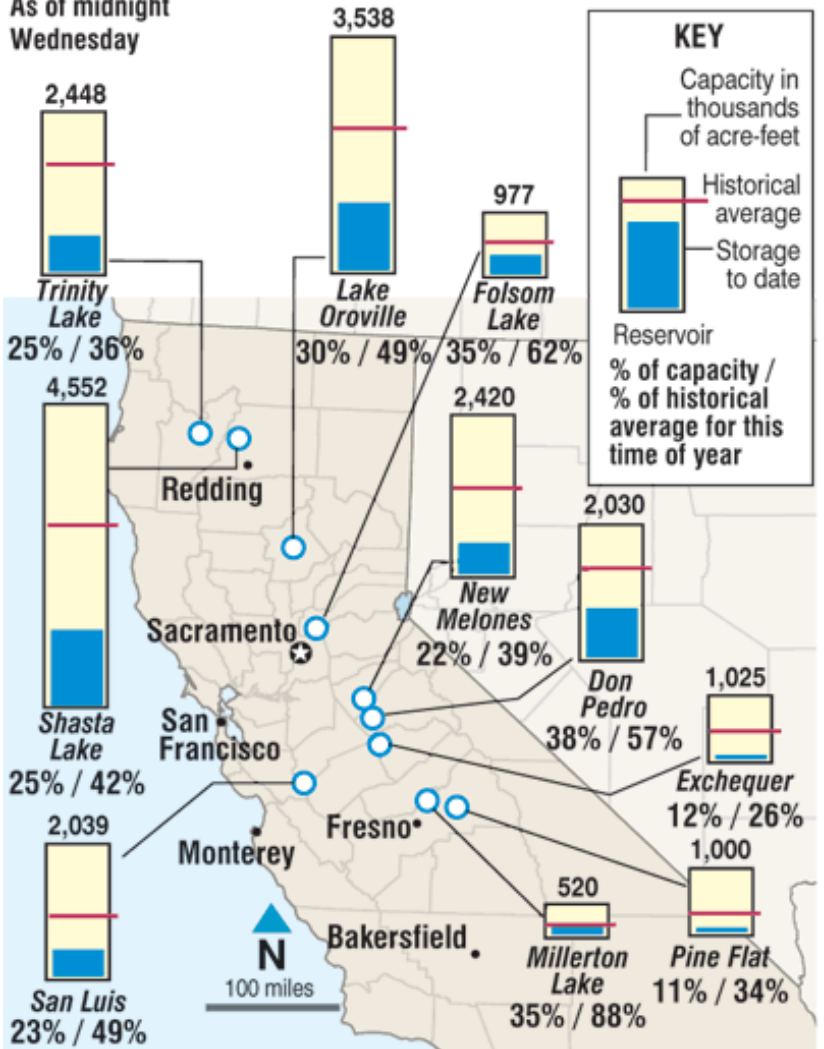 As of midnight
Wednesday
3,538
2,448
977
KEY
Capacity in
thousands
of acre-feet
Historical
average
Storage
to date
Reservoir
% of capacity /
% of historical
average for this
time of year
Trinity
Lake
25% / 36%
Lake
Oroville
30% / 49%
Folsom
Lake
35% / 62%
4,552
Redding
2,420
2,030
New
Melones
22% / 39%
Sacramento
Don
Pedro
38% / 57%
1,025
Shasta
Lake
25% / 42%
San
Francisco
Exchequer
12% / 26%
2,039
Monterey
Fresno
1,000
520
N
100 miles
Bakersfield
Millerton
Lake
35% / 88%
Pine Flat
11% / 34%
San Luis
23% / 49%